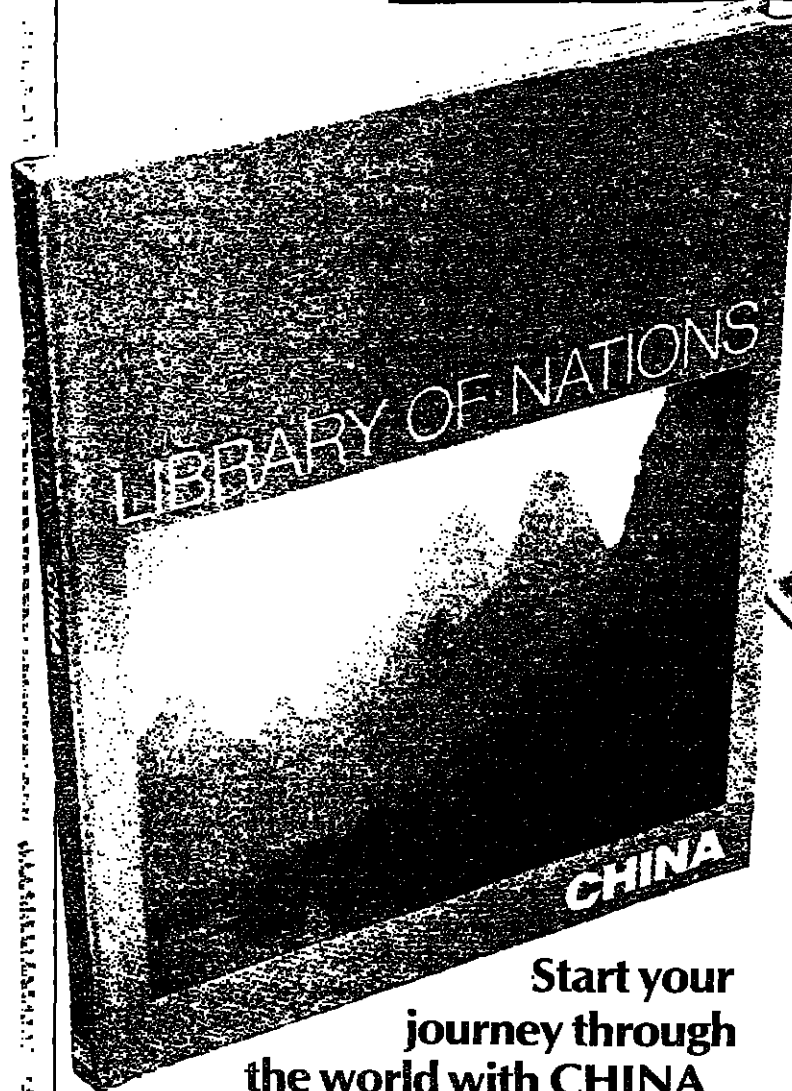 LIBRARY OF NATIONS
CHINA
Start your
journey through
the world with CHINA